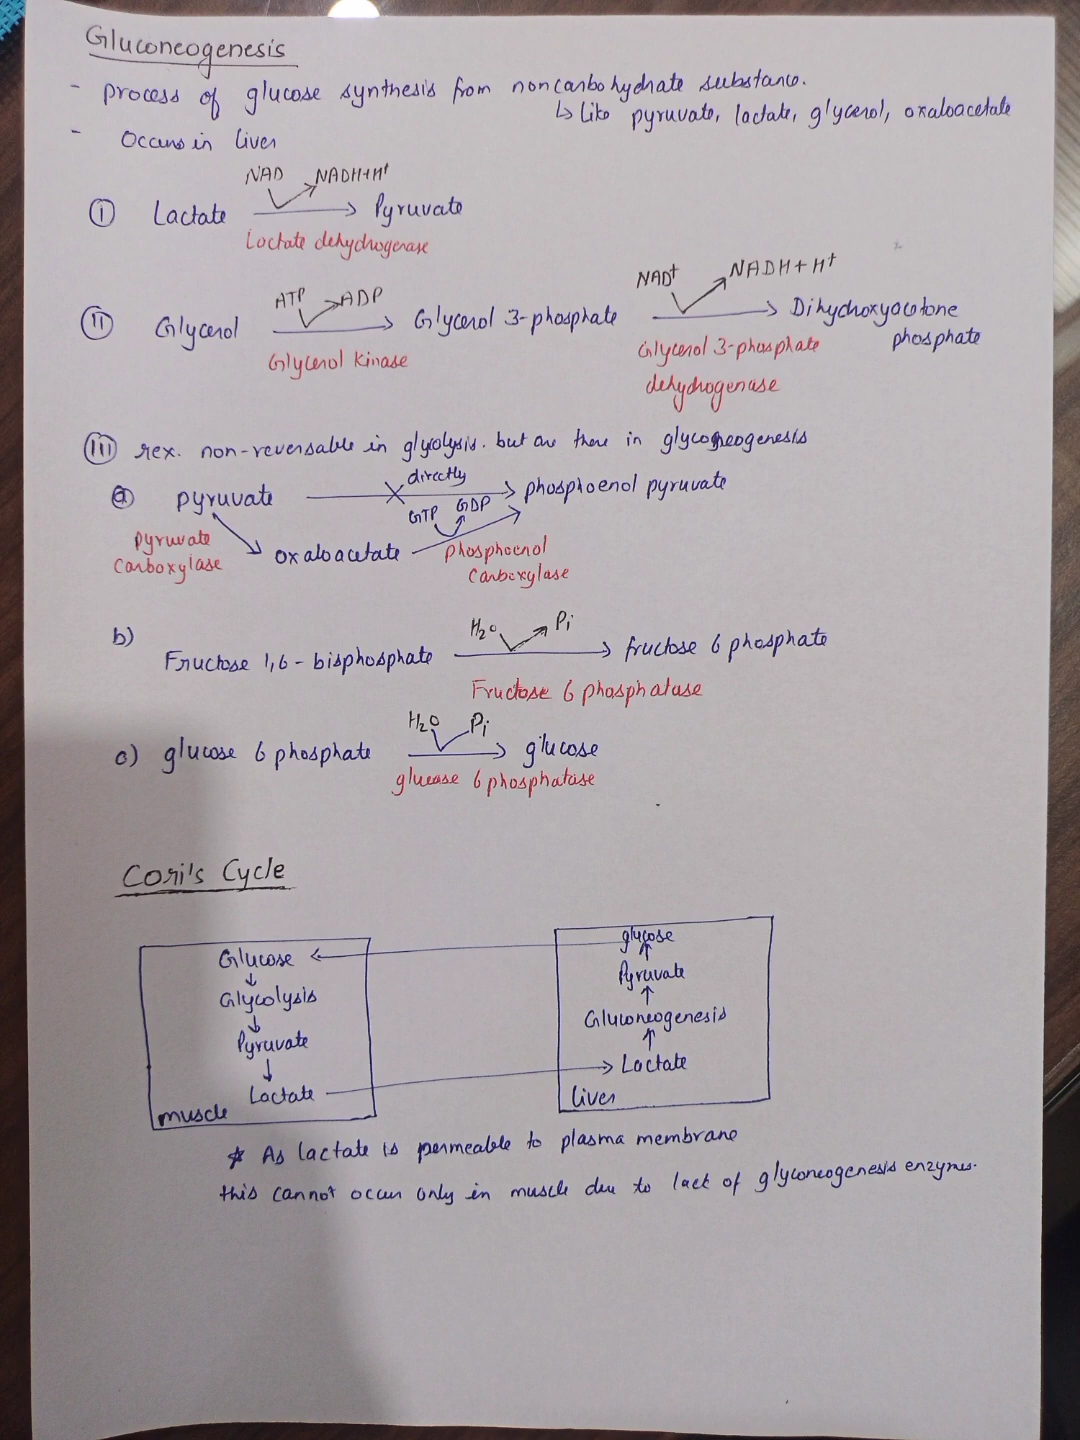 Gluconeogenesis
- process of glucose synthesis from noncarbohydrate substance.
↳ like pyruvate, lactate, glycerol, oxaloacetate
- Occurs in liver
NAD NADH+H⁺
(i) Lactate → Pyruvate
Lactate dehydrogenase
ATP ADP NAD⁺ NADH+H⁺
(ii) Glycerol → Glycerol 3-phosphate → Dihydroxyacetone phosphate
Glycerol kinase Glycerol 3-phosphate
dehydrogenase
(iii) rex. non-reversable in glycolysis. but are there in glyconeogenesis
directly
(a) pyruvate → phosphoenol pyruvate
GTP GDP
pyruvate
carboxylase
oxaloacetate → phosphoenol
carboxylase
H₂O Pi
b) Fructose 1,6-bisphosphate → fructose 6 phosphate
Fructose 6 phosphatase
H₂O Pi
c) glucose 6 phosphate → glucose
glucase 6 phosphatase
Cori's Cycle
Glucose ← glucose
↓ ↑
Glycolysis Pyruvate
↓ ↑
Pyruvate Gluconeogenesis
↓ ↑
Lactate → Lactate
muscle liver
* As lactate is permeable to plasma membrane
this cannot occur only in muscle due to lack of glyconeogenesis enzymes.